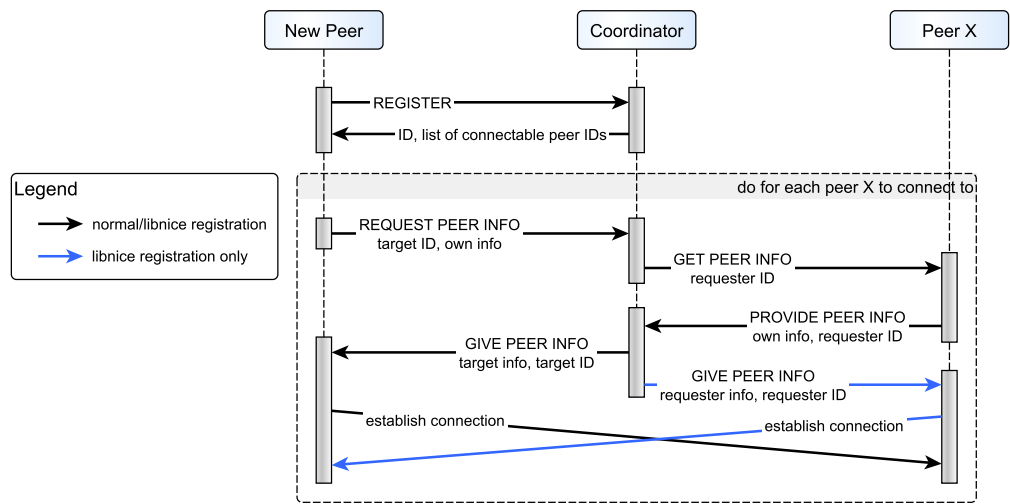 New Peer
Coordinator
Peer X
REGISTER
ID, list of connectable peer IDs
Legend
normal/libnice registration
libnice registration only
do for each peer X to connect to
REQUEST PEER INFO
target ID, own info
GET PEER INFO
requester ID
PROVIDE PEER INFO
own info, requester ID
GIVE PEER INFO
target info, target ID
GIVE PEER INFO
requester info, requester ID
establish connection
establish connection